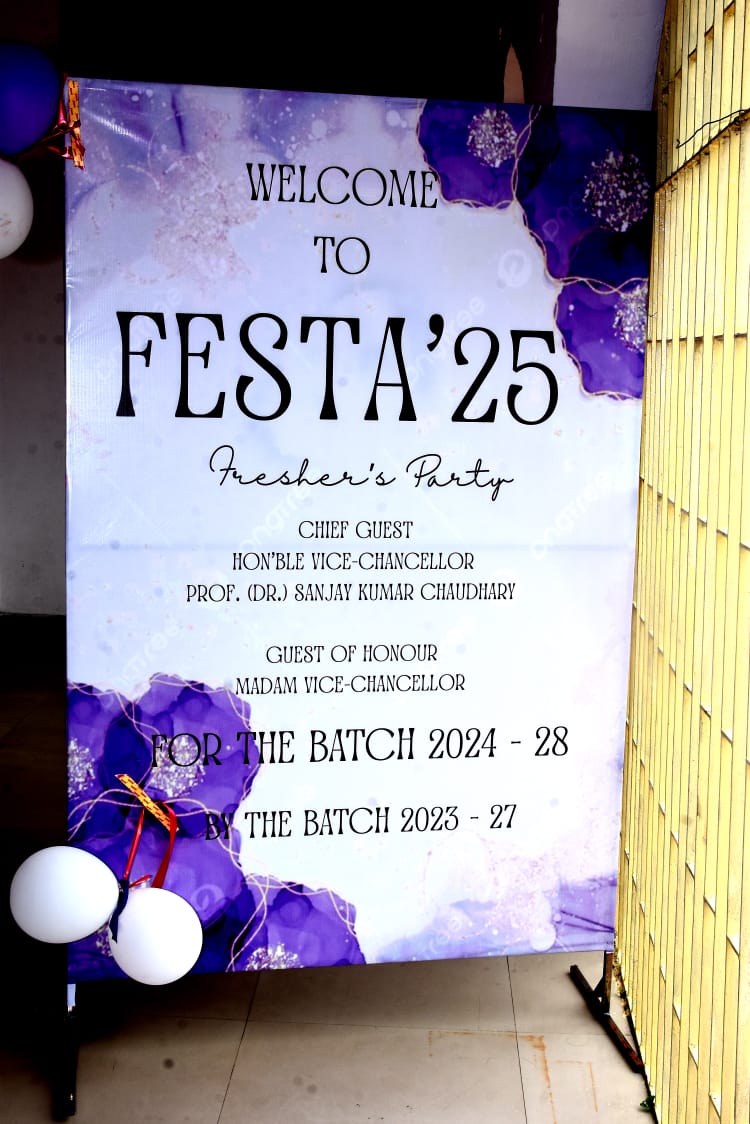 WELCOME
TO
FESTA'25
Fresher's Party
CHIEF GUEST
HON'BLE VICE-CHANCELLOR
PROF. (DR.) SANJAY KUMAR CHAUDHARY
GUEST OF HONOUR
MADAM VICE-CHANCELLOR
FOR THE BATCH 2024 - 28
BY THE BATCH 2023 - 27